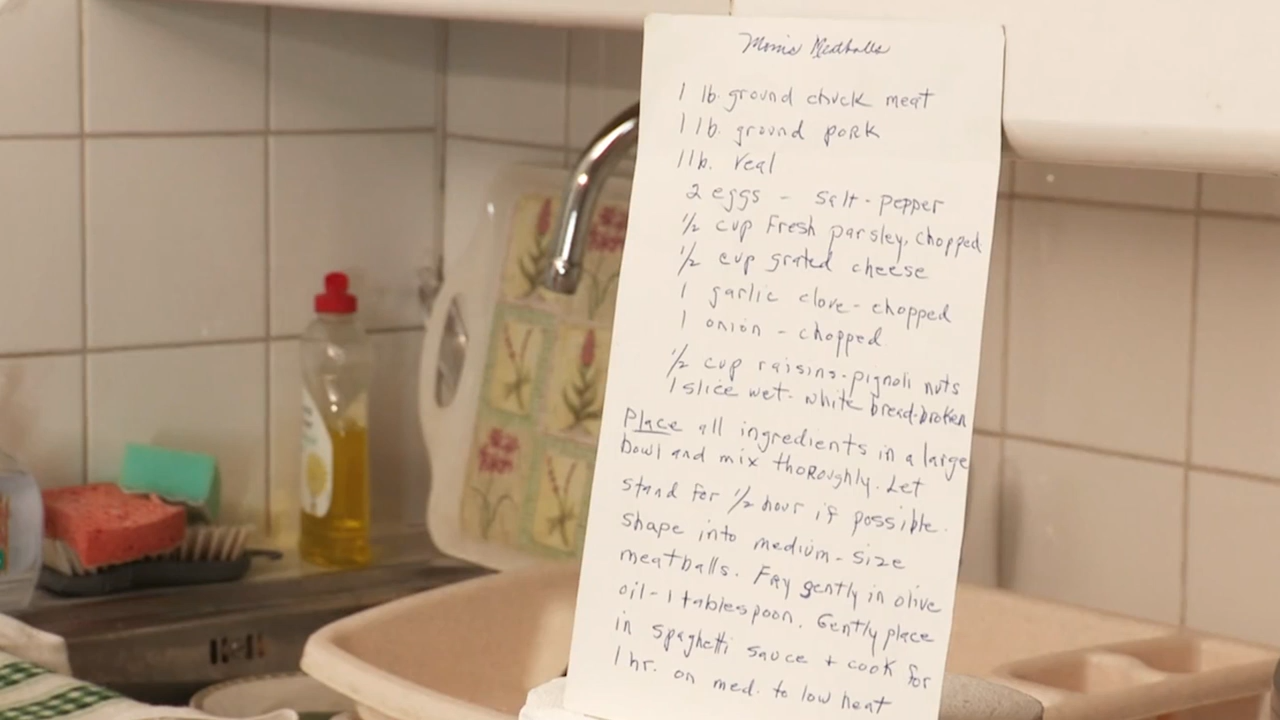 Mom's Meatballs
1 lb. ground chuck meat
1 lb. ground pork
1 lb. veal
2 eggs - salt - pepper
1/2 cup Fresh parsley, chopped
1/2 cup grated cheese
1 garlic clove - chopped
1 onion - chopped
1/2 cup raisins - pignoli nuts
1 slice wet - white bread - broken
Place all ingredients in a large
bowl and mix thoroughly. Let
stand for 1/2 hour if possible.
Shape into medium - size
meatballs. Fry gently in olive
oil - 1 tablespoon. Gently place
in spaghetti sauce + cook for
1 hr. on med. to low heat